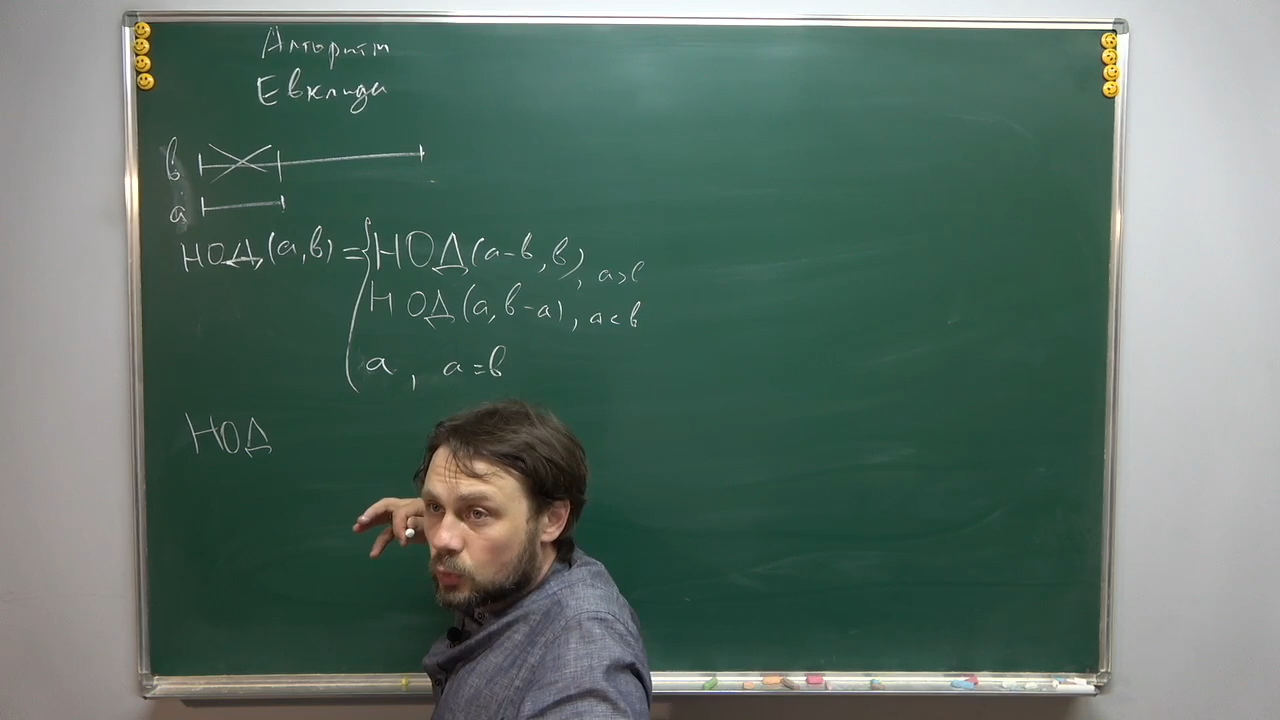 Алгоритм
Евклида
в
а
НОД(а,в) = { НОД(а-в, в), а>в
НОД(а, в-а), а<в
а, а=в
НОД